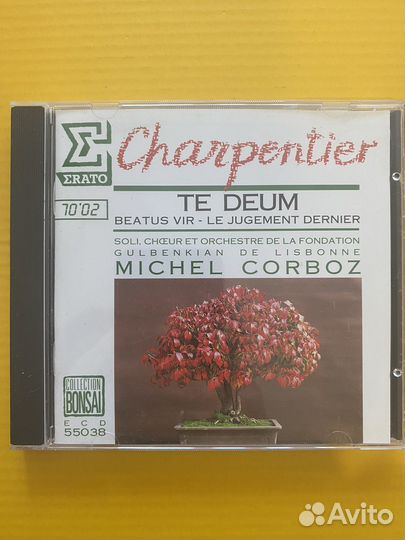 Charpentier
ΣRATO
70'02
TE DEUM
BEATUS VIR - LE JUGEMENT DERNIER
SOLI, CHŒUR ET ORCHESTRE DE LA FONDATION
GULBENKIAN DE LISBONNE
MICHEL CORBOZ
COLLECTION
BONSAI
ECD
55038
Avito